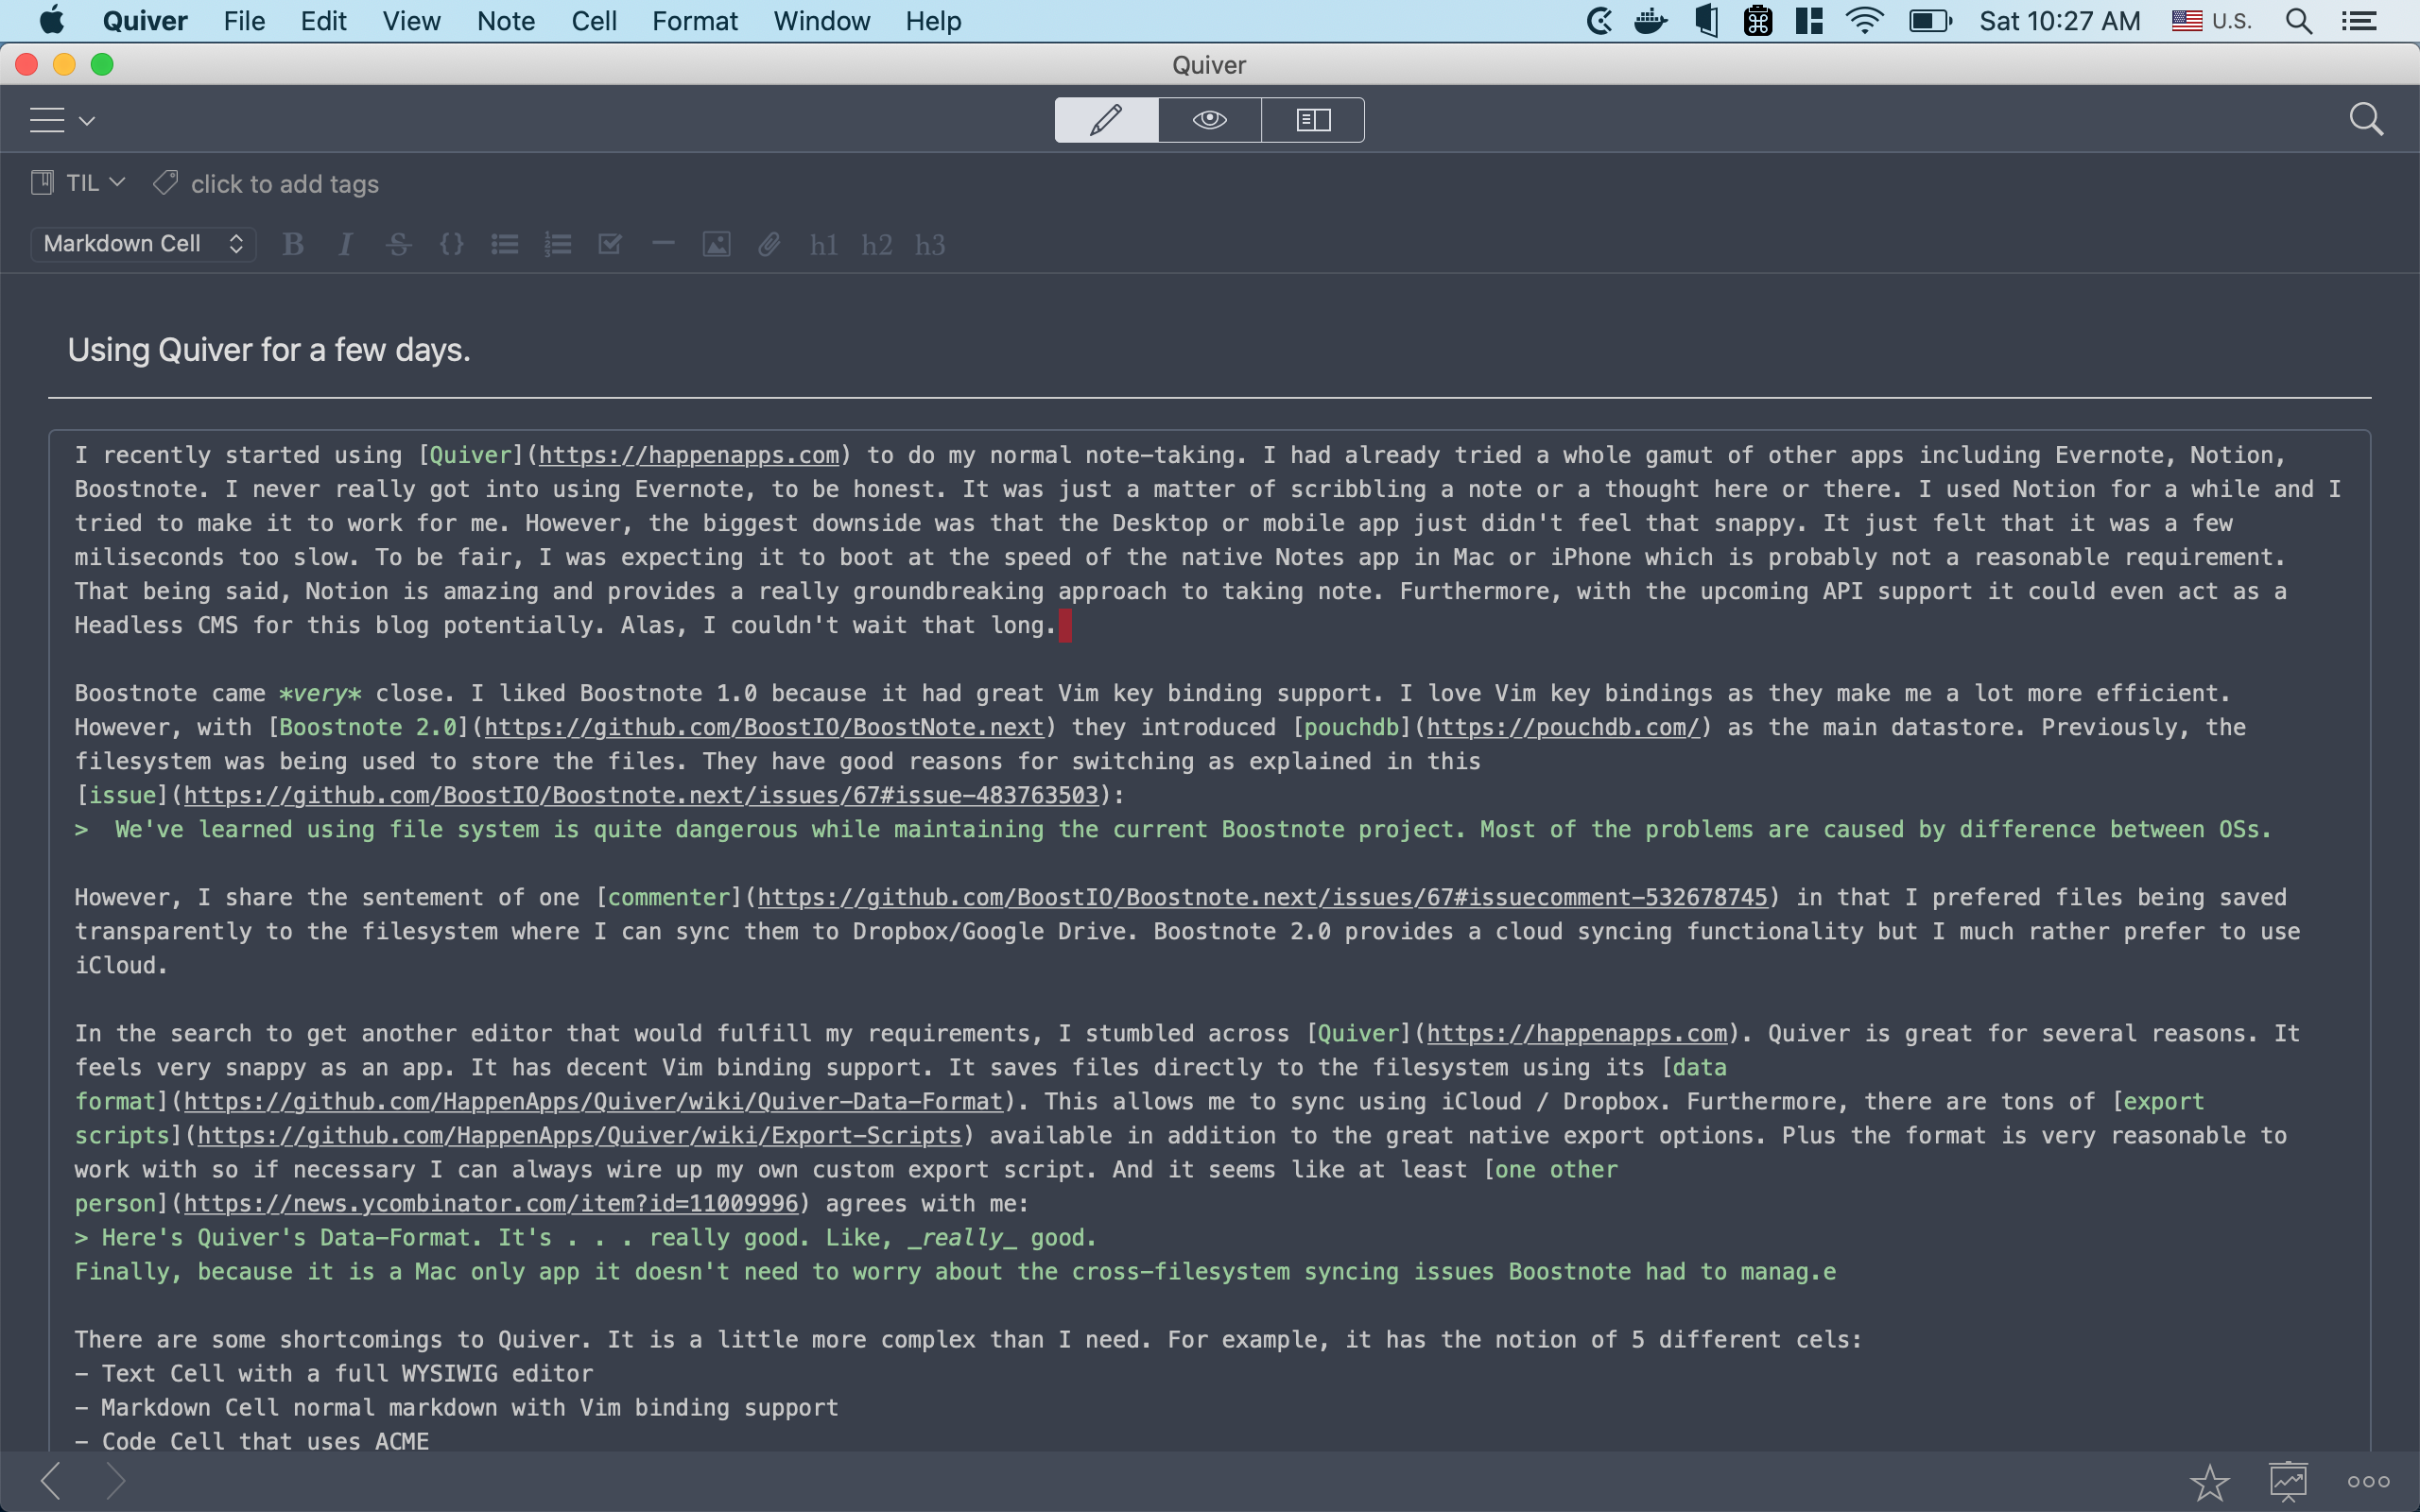 Quiver File Edit View Note Cell Format Window Help Sat 10:27 AM U.S.
Quiver
TIL click to add tags
Markdown Cell B I S {} h1 h2 h3
Using Quiver for a few days.
I recently started using [Quiver](https://happenapps.com) to do my normal note-taking. I had already tried a whole gamut of other apps including Evernote, Notion,
Boostnote. I never really got into using Evernote, to be honest. It was just a matter of scribbling a note or a thought here or there. I used Notion for a while and I
tried to make it to work for me. However, the biggest downside was that the Desktop or mobile app just didn't feel that snappy. It just felt that it was a few
miliseconds too slow. To be fair, I was expecting it to boot at the speed of the native Notes app in Mac or iPhone which is probably not a reasonable requirement.
That being said, Notion is amazing and provides a really groundbreaking approach to taking note. Furthermore, with the upcoming API support it could even act as a
Headless CMS for this blog potentially. Alas, I couldn't wait that long.
Boostnote came *very* close. I liked Boostnote 1.0 because it had great Vim key binding support. I love Vim key bindings as they make me a lot more efficient.
However, with [Boostnote 2.0](https://github.com/BoostIO/BoostNote.next) they introduced [pouchdb](https://pouchdb.com/) as the main datastore. Previously, the
filesystem was being used to store the files. They have good reasons for switching as explained in this
[issue](https://github.com/BoostIO/Boostnote.next/issues/67#issue-483763503):
>  We've learned using file system is quite dangerous while maintaining the current Boostnote project. Most of the problems are caused by difference between OSs.
However, I share the sentement of one [commenter](https://github.com/BoostIO/Boostnote.next/issues/67#issuecomment-532678745) in that I prefered files being saved
transparently to the filesystem where I can sync them to Dropbox/Google Drive. Boostnote 2.0 provides a cloud syncing functionality but I much rather prefer to use
iCloud.
In the search to get another editor that would fulfill my requirements, I stumbled across [Quiver](https://happenapps.com). Quiver is great for several reasons. It
feels very snappy as an app. It has decent Vim binding support. It saves files directly to the filesystem using its [data
format](https://github.com/HappenApps/Quiver/wiki/Quiver-Data-Format). This allows me to sync using iCloud / Dropbox. Furthermore, there are tons of [export
scripts](https://github.com/HappenApps/Quiver/wiki/Export-Scripts) available in addition to the great native export options. Plus the format is very reasonable to
work with so if necessary I can always wire up my own custom export script. And it seems like at least [one other
person](https://news.ycombinator.com/item?id=11009996) agrees with me:
> Here's Quiver's Data-Format. It's . . . really good. Like, _really_ good.
Finally, because it is a Mac only app it doesn't need to worry about the cross-filesystem syncing issues Boostnote had to manag.e
There are some shortcomings to Quiver. It is a little more complex than I need. For example, it has the notion of 5 different cels:
- Text Cell with a full WYSIWIG editor
- Markdown Cell normal markdown with Vim binding support
- Code Cell that uses ACME